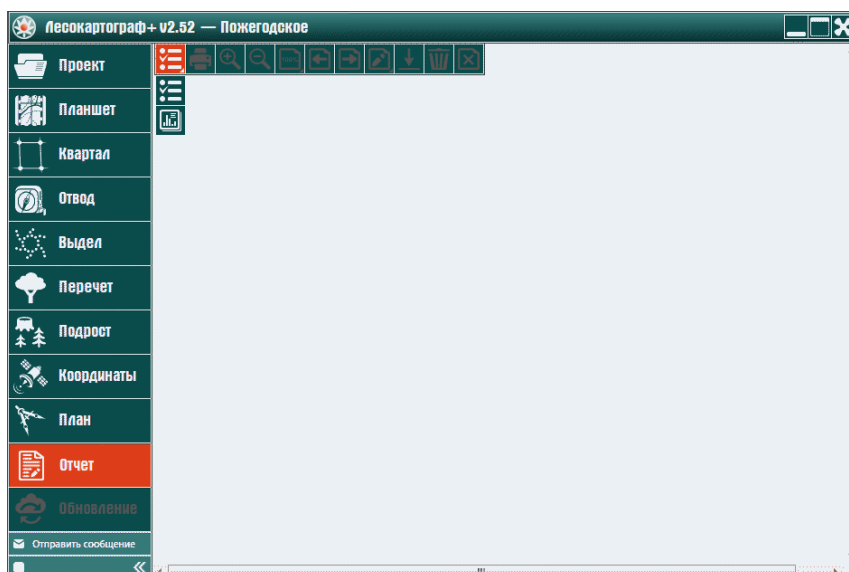 Лесокартограф+ v2.52 — Пожегодское
Проект
Планшет
Квартал
Отвод
Выдел
Перечет
Подрост
Координаты
План
Отчет
Обновление
Отправить сообщение